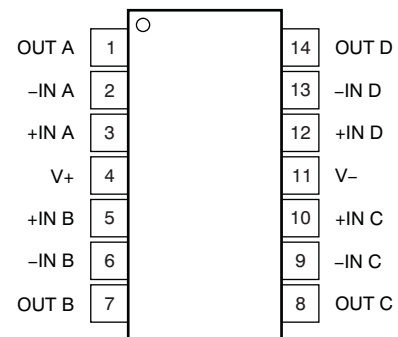 OUT A 1 14 OUT D
−IN A 2 13 −IN D
+IN A 3 12 +IN D
V+ 4 11 V−
+IN B 5 10 +IN C
−IN B 6 9 −IN C
OUT B 7 8 OUT C